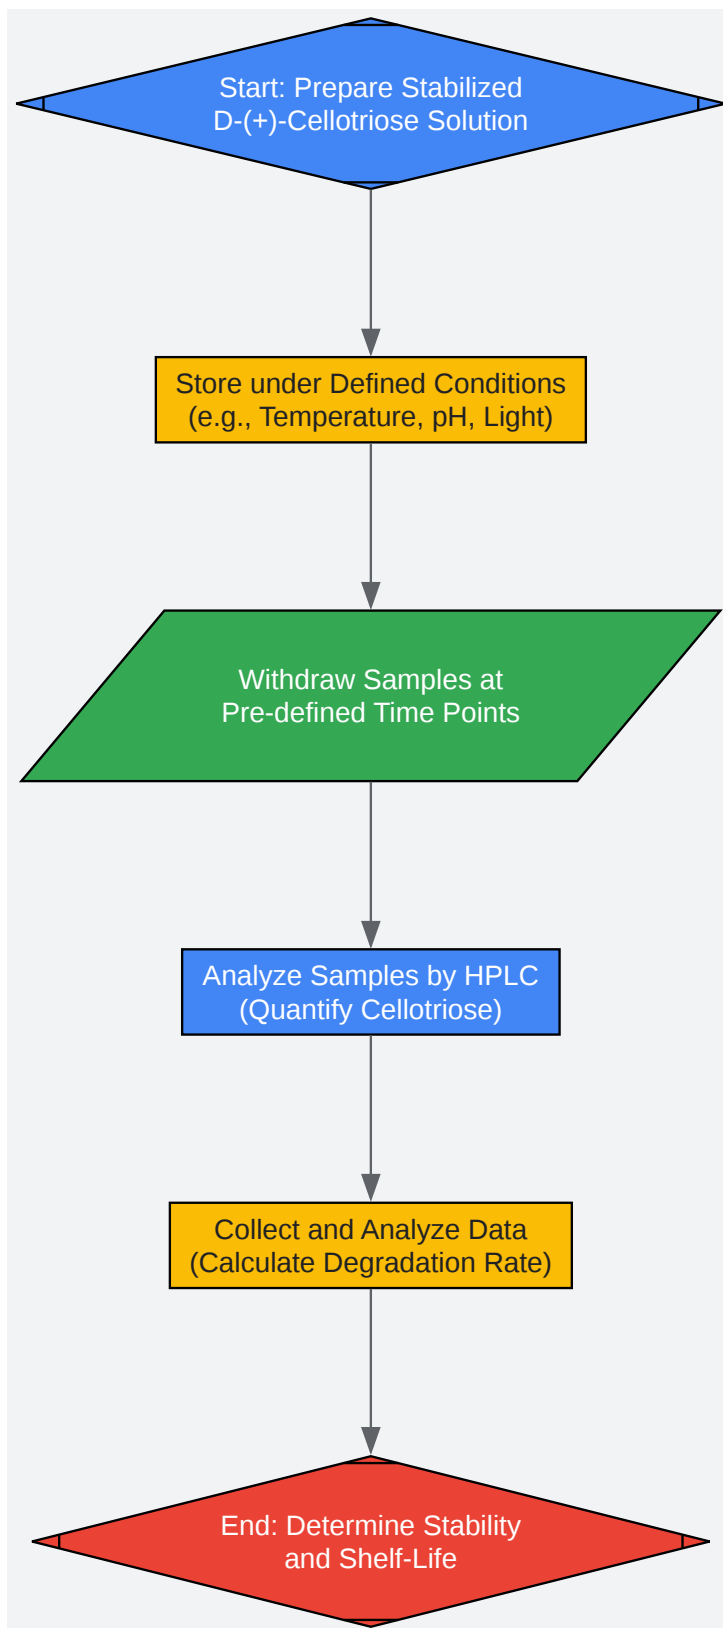 Start: Prepare Stabilized
D-(+)-Cellotriose Solution
Store under Defined Conditions
(e.g., Temperature, pH, Light)
Withdraw Samples at
Pre-defined Time Points
Analyze Samples by HPLC
(Quantify Cellotriose)
Collect and Analyze Data
(Calculate Degradation Rate)
End: Determine Stability
and Shelf-Life